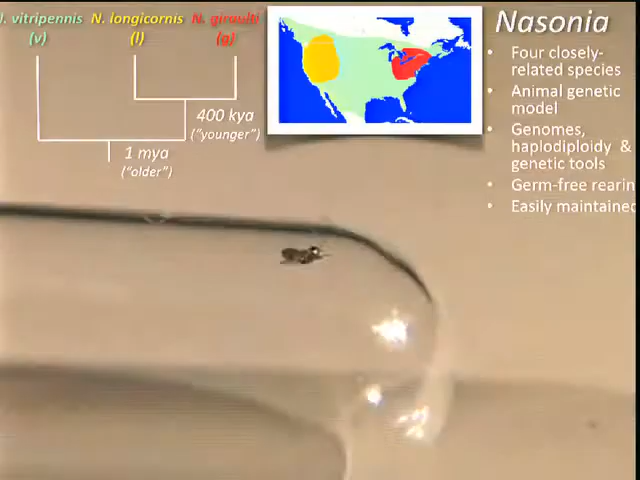 N. vitripennis N. longicornis N. giraulti
(v) (l) (g)
400 kya
("younger")
1 mya
("older")
Nasonia
• Four closely-
related species
• Animal genetic
model
• Genomes,
haplodiploidy &
genetic tools
• Germ-free rearin
• Easily maintained